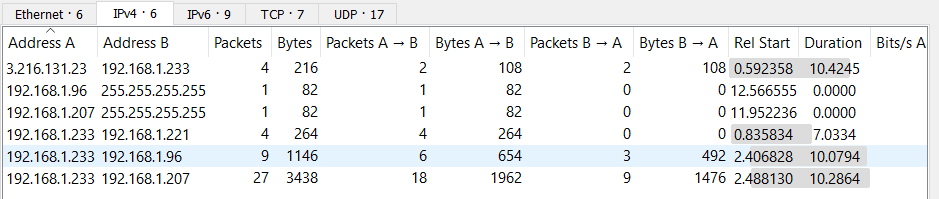 Ethernet · 6 IPv4 · 6 IPv6 · 9 TCP · 7 UDP · 17
Address A Address B Packets Bytes Packets A → B Bytes A → B Packets B → A Bytes B → A Rel Start Duration Bits/s A
3.216.131.23 192.168.1.233 4 216 2 108 2 108 0.592358 10.4245
192.168.1.96 255.255.255.255 1 82 1 82 0 0 12.566555 0.0000
192.168.1.207 255.255.255.255 1 82 1 82 0 0 11.952236 0.0000
192.168.1.233 192.168.1.221 4 264 4 264 0 0 0.835834 7.0334
192.168.1.233 192.168.1.96 9 1146 6 654 3 492 2.406828 10.0794
192.168.1.233 192.168.1.207 27 3438 18 1962 9 1476 2.488130 10.2864